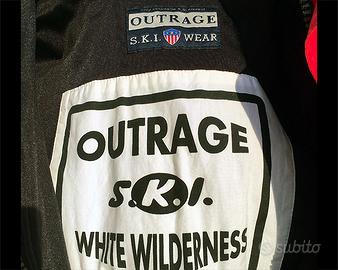 OUTRAGE
S.K.I. WEAR
OUTRAGE
S.K.I.
WHITE WILDERNESS
subito